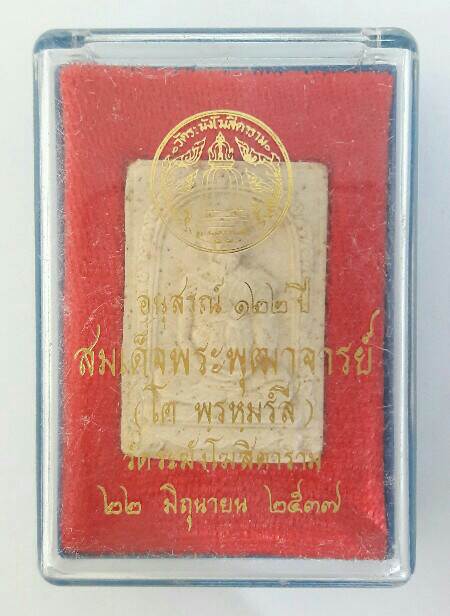 วัดระฆังโฆสิตาราม
อนุสรณ์ ๑๒๒ ปี
สมเด็จพระพุฒาจารย์
(โต พรหมรังสี)
วัดระฆังโฆสิตาราม
๒๒ มิถุนายน ๒๕๓๗